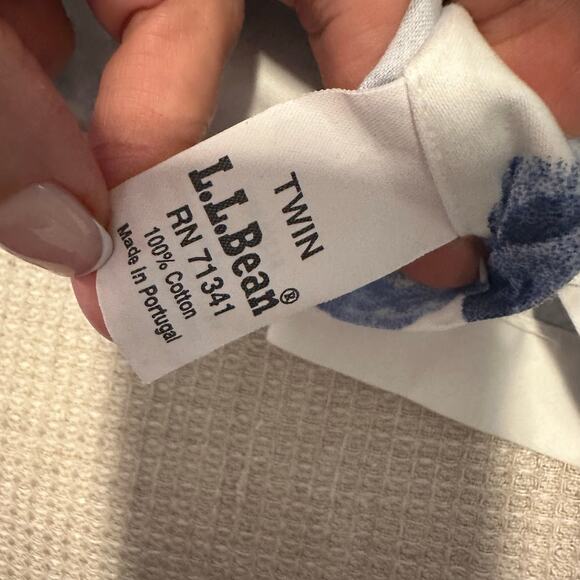 TWIN
L.L.Bean®
RN 71341
100% Cotton
Made In Portugal